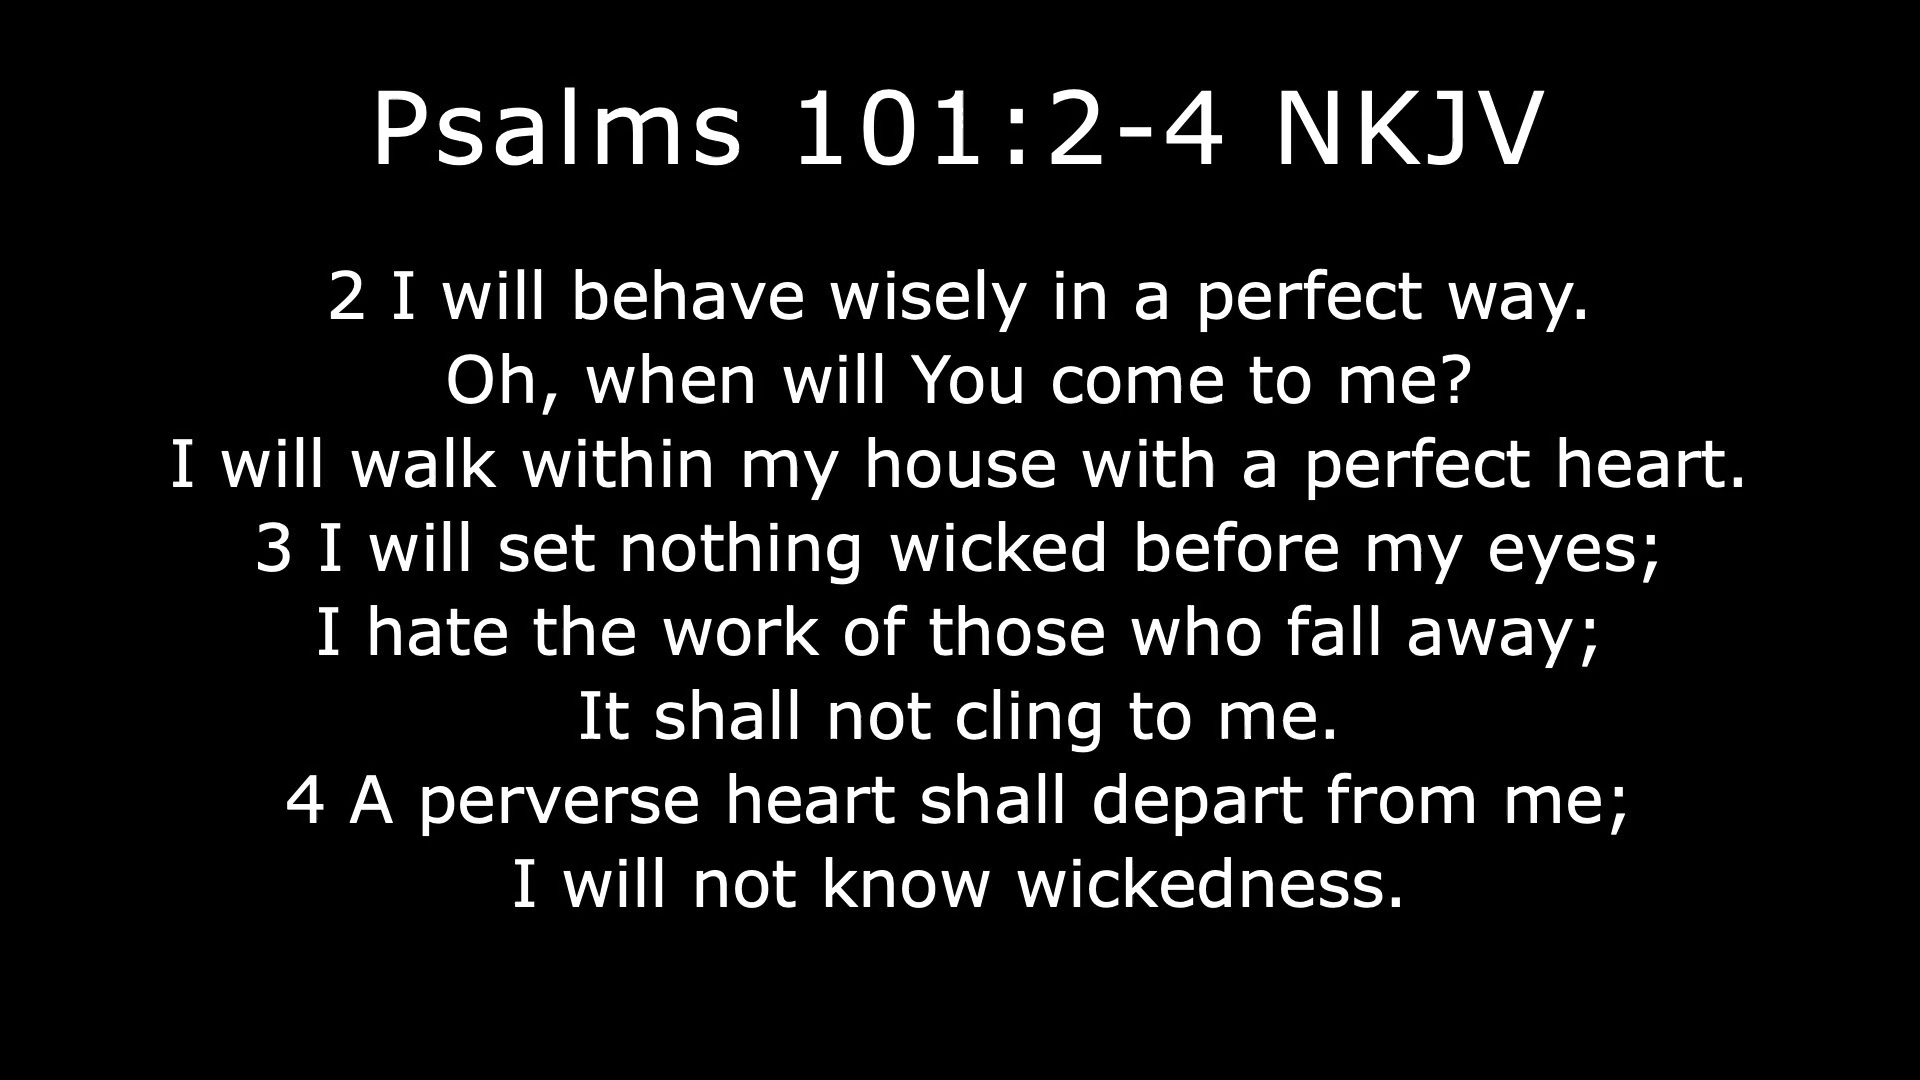 Psalms 101:2-4 NKJV
2 I will behave wisely in a perfect way.
Oh, when will You come to me?
I will walk within my house with a perfect heart.
3 I will set nothing wicked before my eyes;
I hate the work of those who fall away;
It shall not cling to me.
4 A perverse heart shall depart from me;
I will not know wickedness.